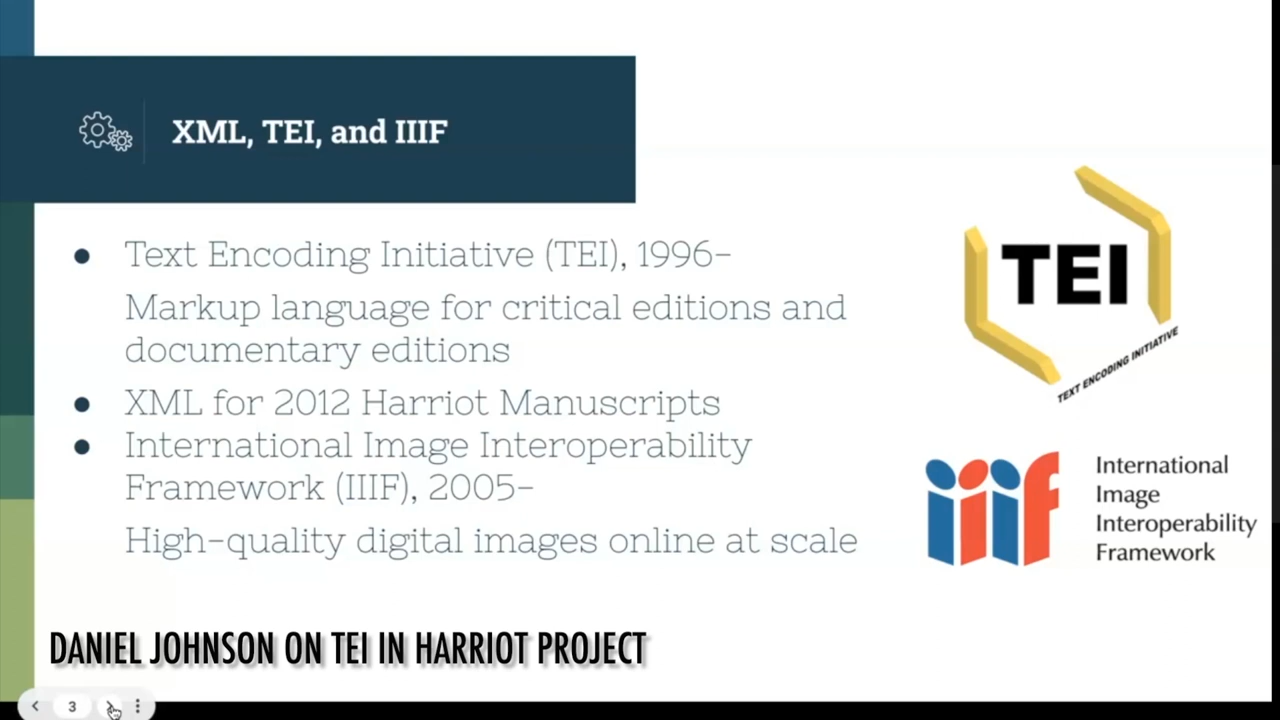 XML, TEI, and IIIF
● Text Encoding Initiative (TEI), 1996–
Markup language for critical editions and
documentary editions
● XML for 2012 Harriot Manuscripts
● International Image Interoperability
Framework (IIIF), 2005–
High-quality digital images online at scale
TEI
TEXT ENCODING INITIATIVE
iiif
International
Image
Interoperability
Framework
DANIEL JOHNSON ON TEI IN HARRIOT PROJECT
3